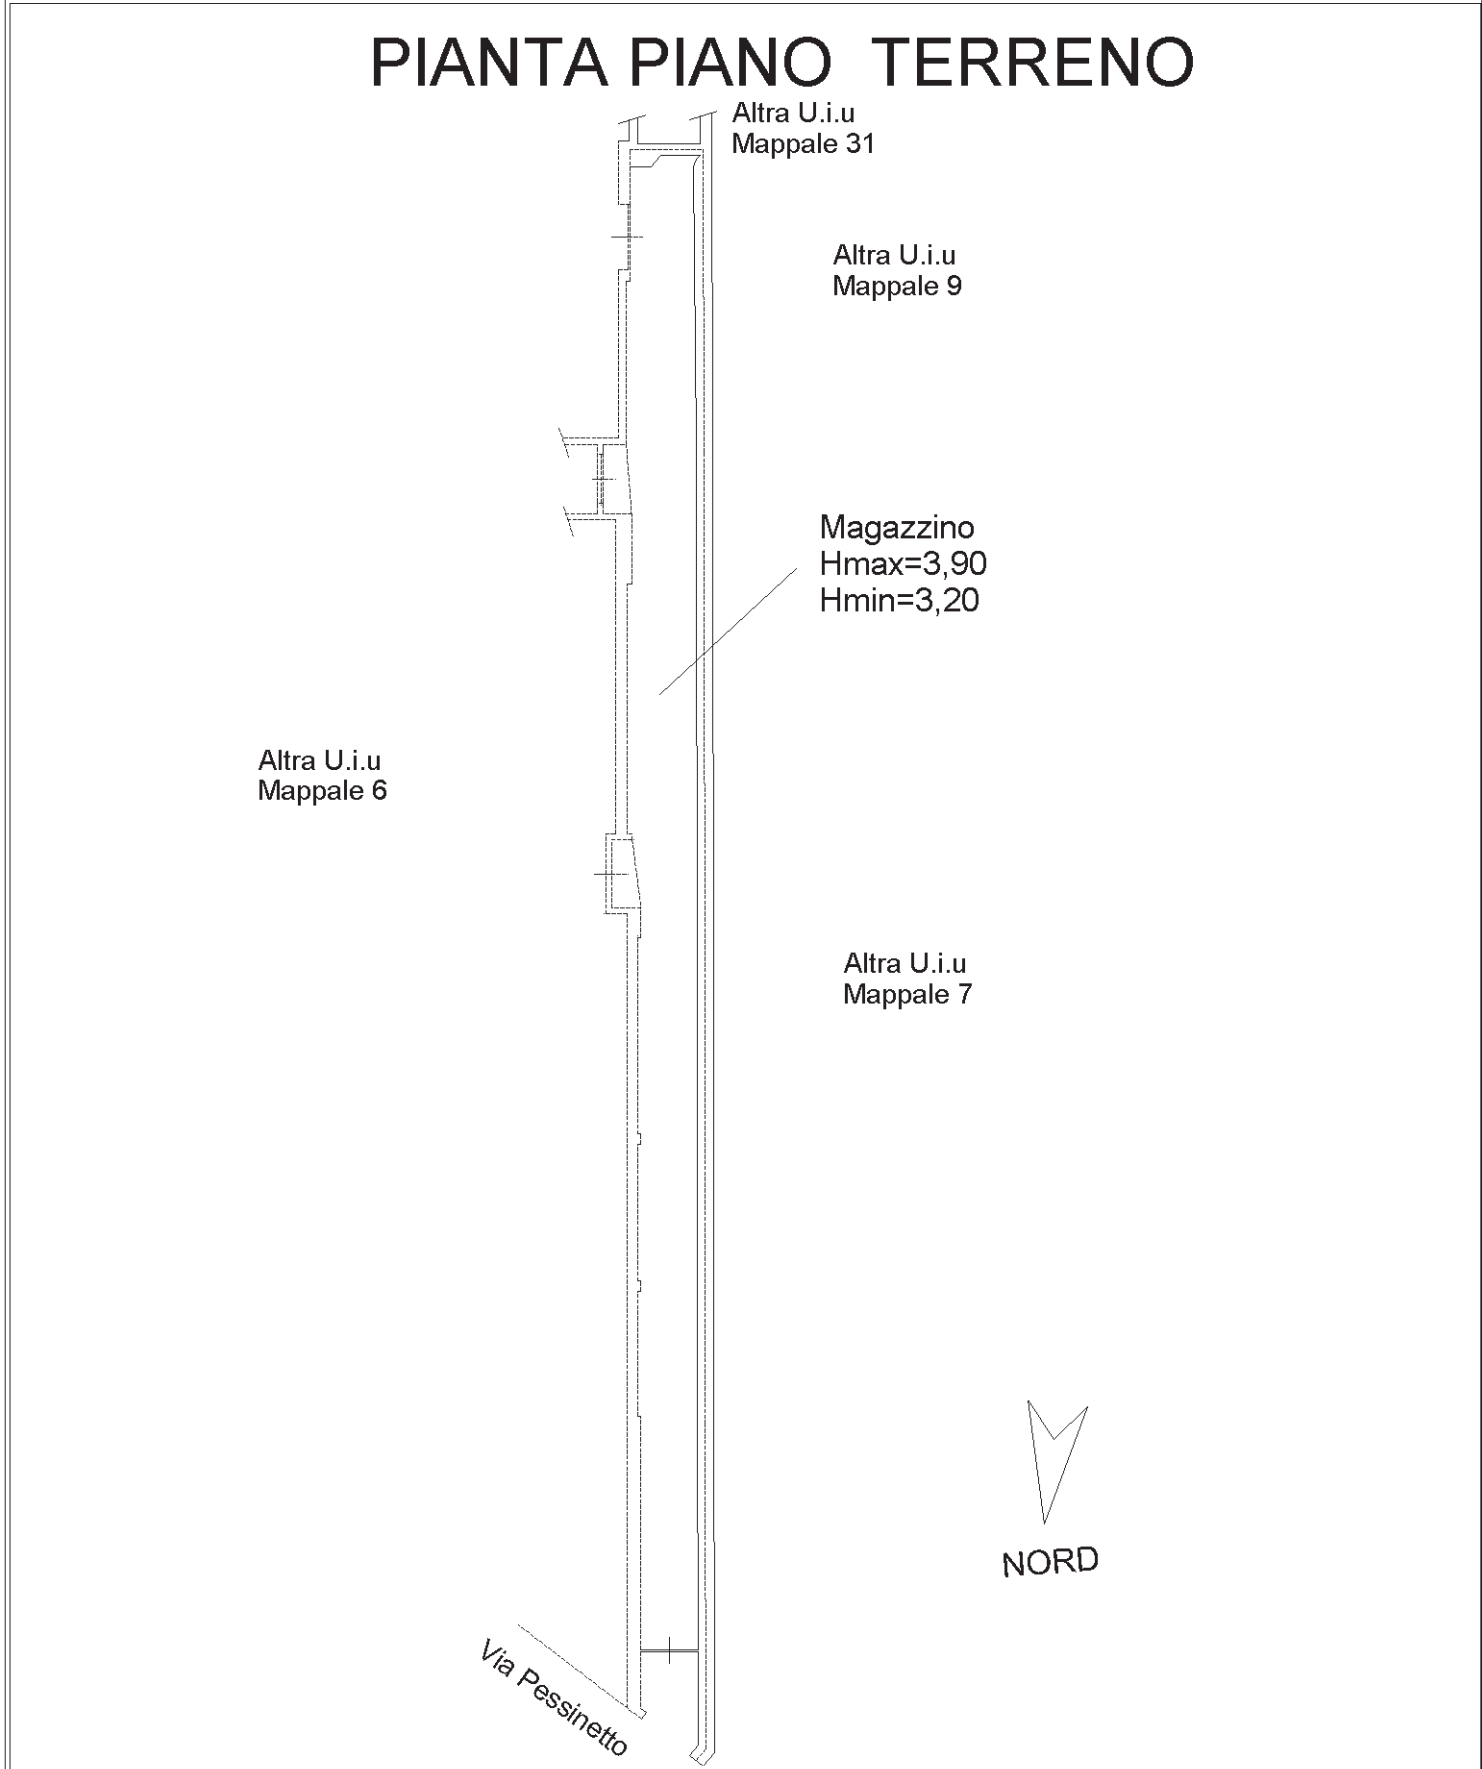 PIANTA PIANO TERRENO
Altra U.i.u
Mappale 31
Altra U.i.u
Mappale 9
Magazzino
Hmax=3,90
Hmin=3,20
Altra U.i.u
Mappale 6
Altra U.i.u
Mappale 7
NORD
Via Pessinetto